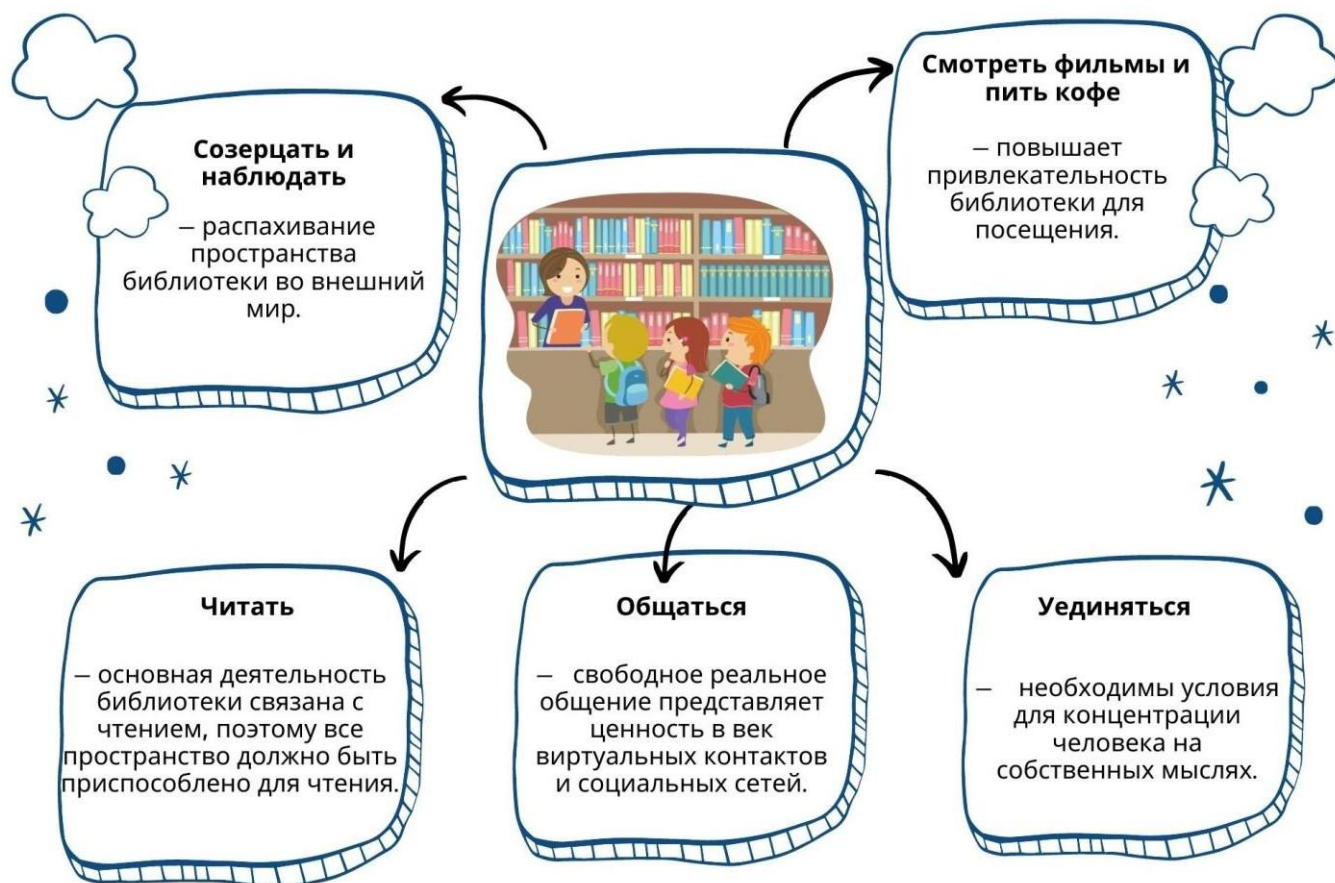 Созерцать и
наблюдать
— распахивание
пространства
библиотеки во внешний
мир.
Смотреть фильмы и
пить кофе
— повышает
привлекательность
библиотеки для
посещения.
Читать
— основная деятельность
библиотеки связана с
чтением, поэтому все
пространство должно быть
приспособлено для чтения.
Общаться
— свободное реальное
общение представляет
ценность в век
виртуальных контактов
и социальных сетей.
Уединяться
— необходимы условия
для концентрации
человека на
собственных мыслях.